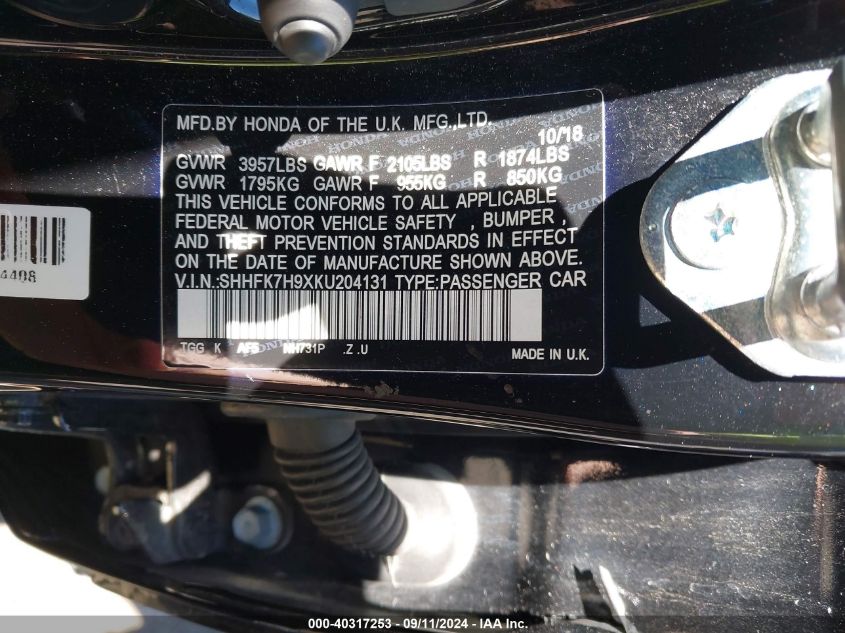 MFD.BY HONDA OF THE U.K. MFG.,LTD.
10/18
GVWR 3957LBS GAWR F 2105LBS R 1874LBS
GVWR 1795KG GAWR F 955KG R 850KG
THIS VEHICLE CONFORMS TO ALL APPLICABLE
FEDERAL MOTOR VEHICLE SAFETY , BUMPER ,
AND THEFT PREVENTION STANDARDS IN EFFECT
ON THE DATE OF MANUFACTURE SHOWN ABOVE.
V.I.N.:SHHFK7H9XKU204131 TYPE:PASSENGER CAR
TGG K AF5 NH731P .Z .U
MADE IN U.K.
4408
000-40317253 - 09/11/2024 - IAA Inc.